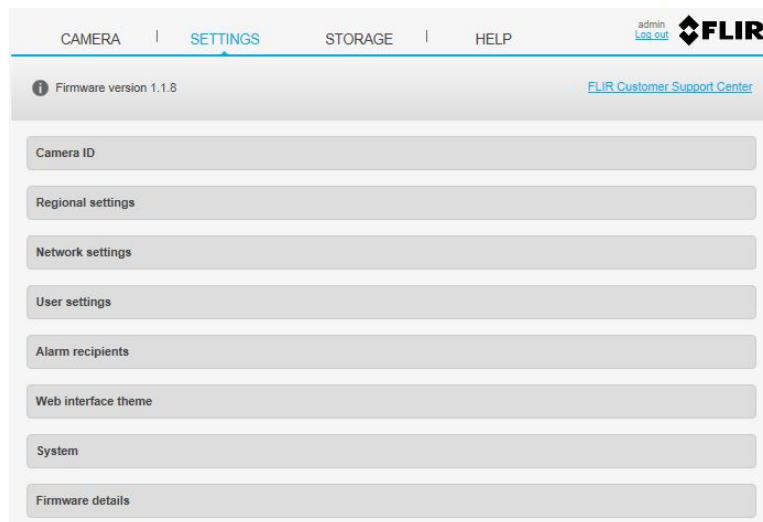 CAMERA | SETTINGS STORAGE | HELP
admin
Log out
FLIR
Firmware version 1.1.8
FLIR Customer Support Center
Camera ID
Regional settings
Network settings
User settings
Alarm recipients
Web interface theme
System
Firmware details